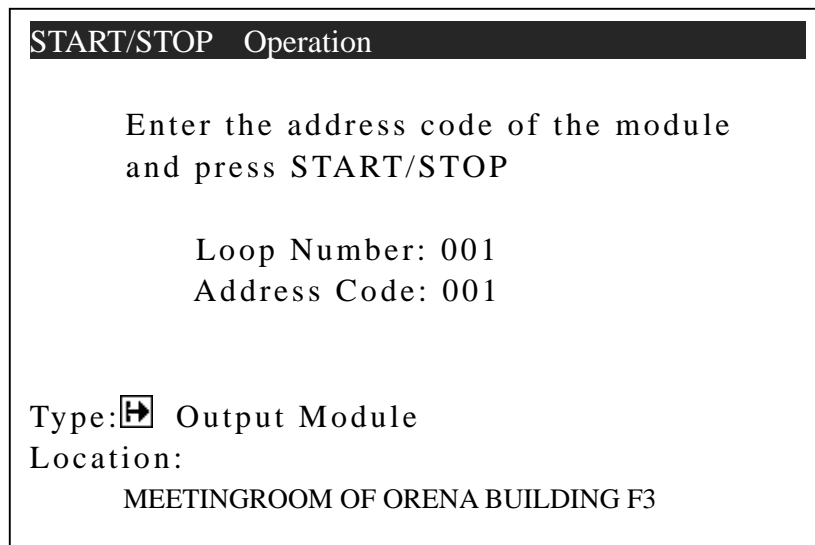 START/STOP Operation
Enter the address code of the module
and press START/STOP
Loop Number: 001
Address Code: 001
Type: Output Module
Location:
MEETINGROOM OF ORENA BUILDING F3